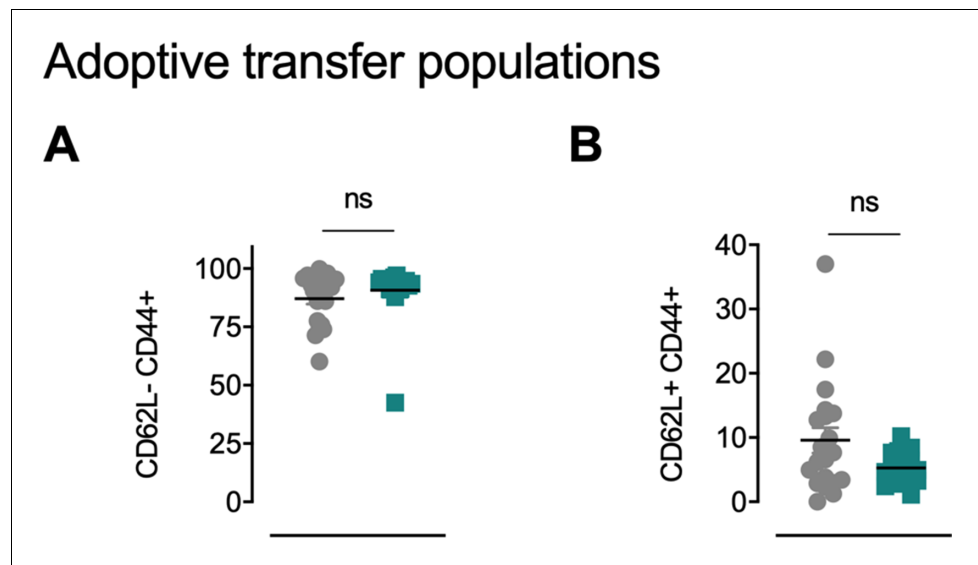 Adoptive transfer populations
A
B
ns
ns
CD62L- CD44+
100
75
50
25
0
CD62L+ CD44+
40
30
20
10
0